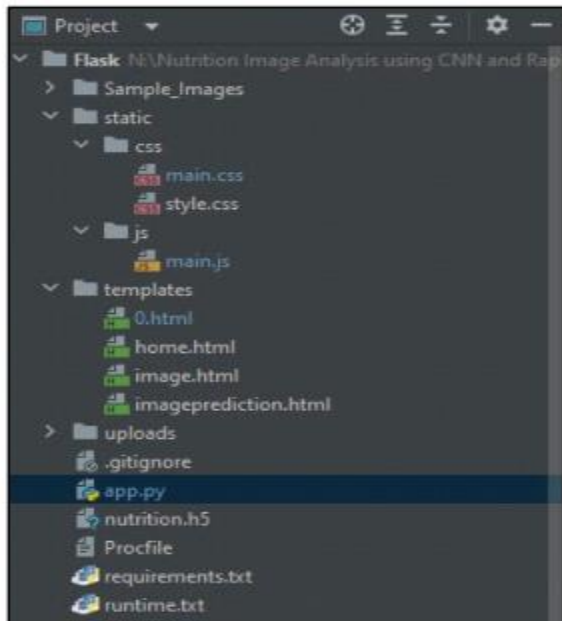 Project
Flask N:\Nutrition Image Analysis using CNN and Rap
Sample_Images
static
css
main.css
style.css
js
main.js
templates
0.html
home.html
image.html
imageprediction.html
uploads
.gitignore
app.py
nutrition.h5
Procfile
requirements.txt
runtime.txt